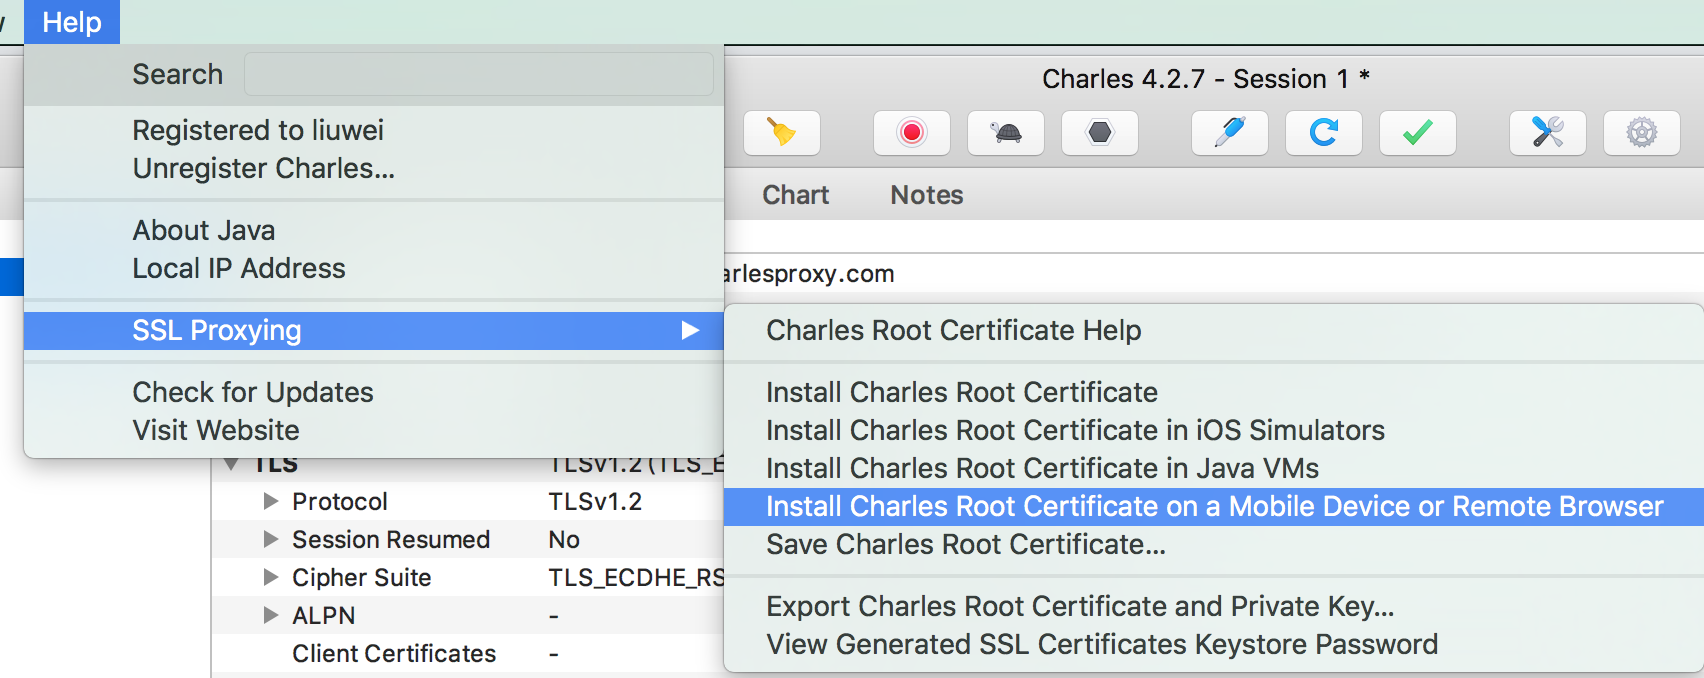 Help
Search
Charles 4.2.7 - Session 1 *
Registered to liuwei
Unregister Charles...
Chart Notes
About Java
Local IP Address
arlesproxy.com
SSL Proxying
Charles Root Certificate Help
Check for Updates
Visit Website
Install Charles Root Certificate
Install Charles Root Certificate in iOS Simulators
Install Charles Root Certificate in Java VMs
Install Charles Root Certificate on a Mobile Device or Remote Browser
Save Charles Root Certificate...
Export Charles Root Certificate and Private Key...
View Generated SSL Certificates Keystore Password
TLS TLSv1.2 (TLS_E
Protocol TLSv1.2
Session Resumed No
Cipher Suite TLS_ECDHE_RS
ALPN -
Client Certificates -